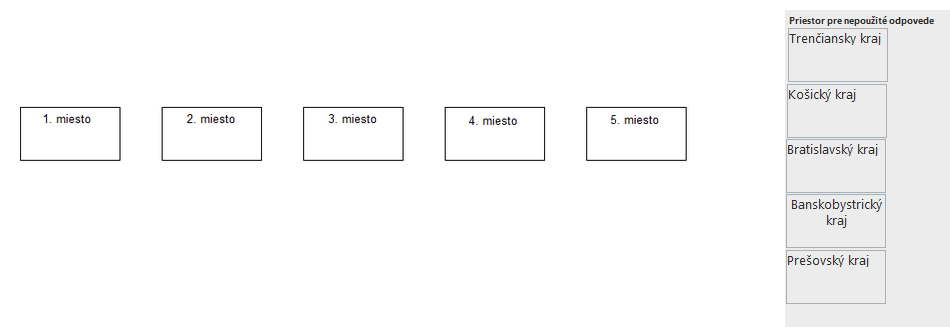 1. miesto
2. miesto
3. miesto
4. miesto
5. miesto
Priestor pre nepoužité odpovede
Trenčiansky kraj
Košický kraj
Bratislavský kraj
Banskobystrický
kraj
Prešovský kraj